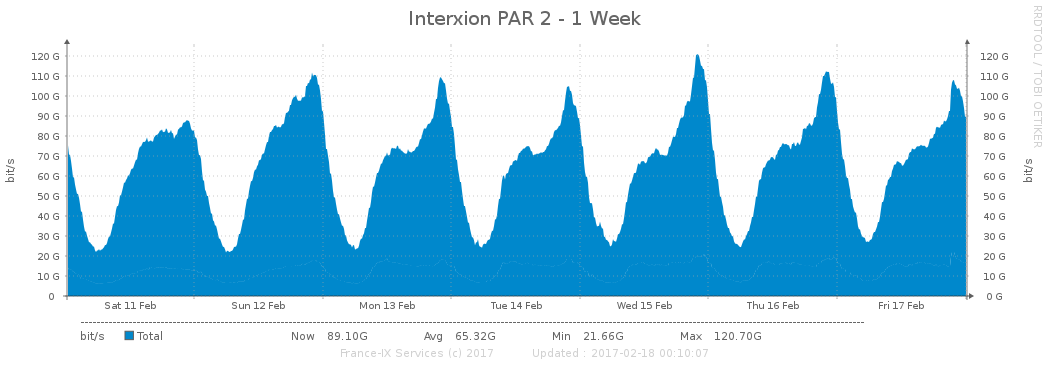 Interxion PAR 2 - 1 Week
RRDTOOL / TOBI OETIKER
bit/s
120 G
110 G
100 G
90 G
80 G
70 G
60 G
50 G
40 G
30 G
20 G
10 G
0
120 G
110 G
100 G
90 G
80 G
70 G
60 G
50 G
40 G
30 G
20 G
10 G
0 G
bit/s
Sat 11 Feb Sun 12 Feb Mon 13 Feb Tue 14 Feb Wed 15 Feb Thu 16 Feb Fri 17 Feb
bit/s Total Now 89.10G Avg 65.32G Min 21.66G Max 120.70G
France-IX Services (c) 2017 Updated : 2017-02-18 00:10:07